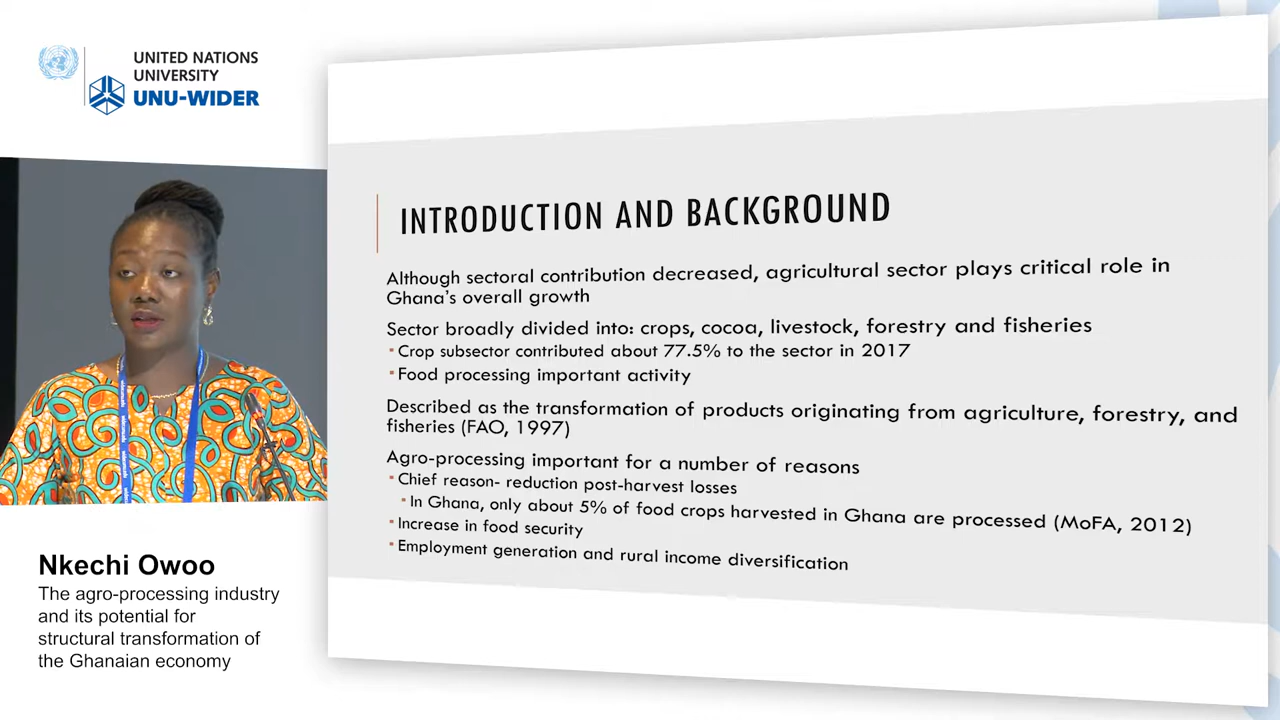 UNITED NATIONS
UNIVERSITY
UNU-WIDER
INTRODUCTION AND BACKGROUND
Although sectoral contribution decreased, agricultural sector plays critical role in
Ghana's overall growth
Sector broadly divided into: crops, cocoa, livestock, forestry and fisheries
Crop subsector contributed about 77.5% to the sector in 2017
Food processing important activity
Described as the transformation of products originating from agriculture, forestry, and
fisheries (FAO, 1997)
Agro-processing important for a number of reasons
Chief reason- reduction post-harvest losses
In Ghana, only about 5% of food crops harvested in Ghana are processed (MoFA, 2012)
Increase in food security
Employment generation and rural income diversification
Nkechi Owoo
The agro-processing industry
and its potential for
structural transformation of
the Ghanaian economy